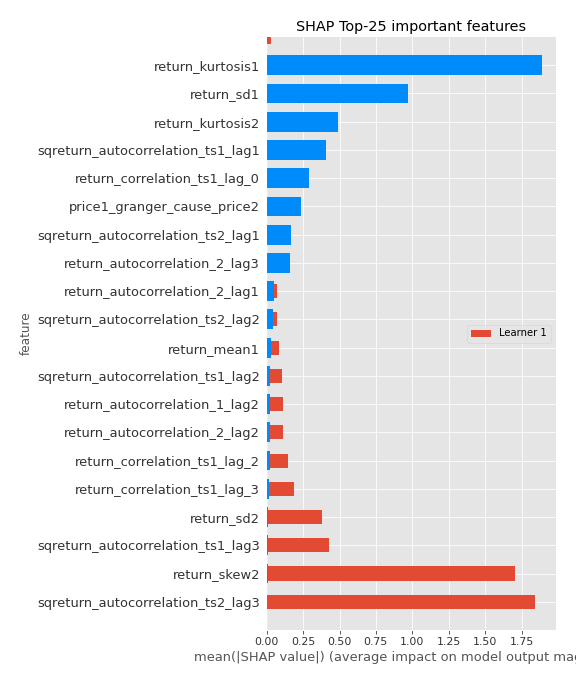 SHAP Top-25 important features
return_kurtosis1
return_sd1
return_kurtosis2
sqreturn_autocorrelation_ts1_lag1
return_correlation_ts1_lag_0
price1_granger_cause_price2
sqreturn_autocorrelation_ts2_lag1
return_autocorrelation_2_lag3
return_autocorrelation_2_lag1
sqreturn_autocorrelation_ts2_lag2
return_mean1
sqreturn_autocorrelation_ts1_lag2
return_autocorrelation_1_lag2
return_autocorrelation_2_lag2
return_correlation_ts1_lag_2
return_correlation_ts1_lag_3
return_sd2
sqreturn_autocorrelation_ts1_lag3
return_skew2
sqreturn_autocorrelation_ts2_lag3
feature
Learner 1
0.00 0.25 0.50 0.75 1.00 1.25 1.50 1.75
mean(|SHAP value|) (average impact on model output mag